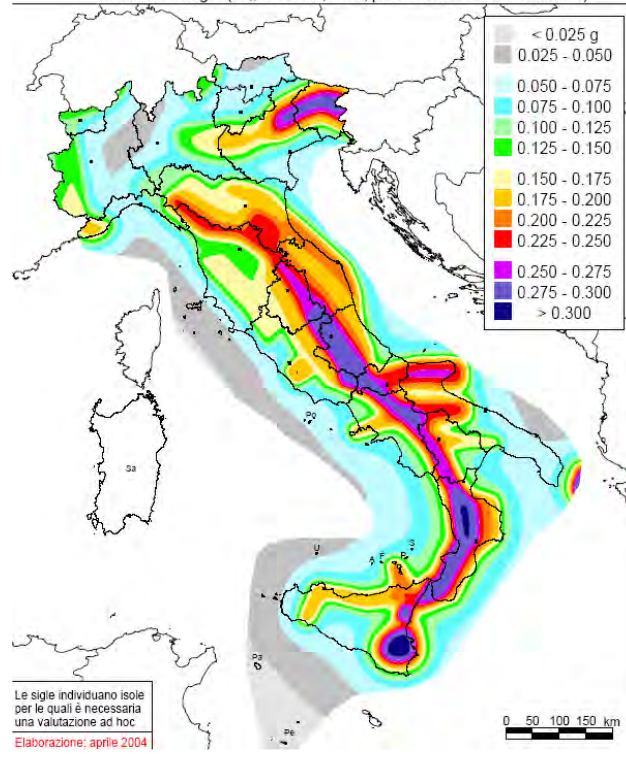 < 0.025 g
0.025 - 0.050
0.050 - 0.075
0.075 - 0.100
0.100 - 0.125
0.125 - 0.150
0.150 - 0.175
0.175 - 0.200
0.200 - 0.225
0.225 - 0.250
0.250 - 0.275
0.275 - 0.300
> 0.300
Po
Sa
U
A
F
P
S
Pa
Pe
Le sigle individuano isole
per le quali è necessaria
una valutazione ad hoc
Elaborazione: aprile 2004
0 50 100 150 km